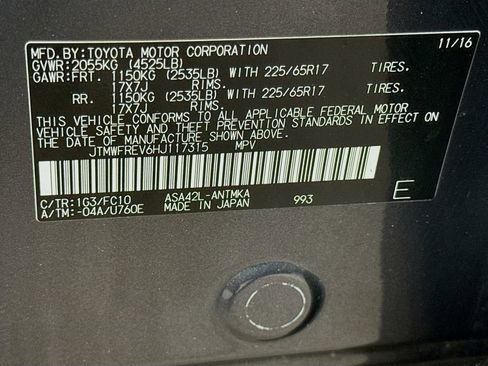 MFD.BY:TOYOTA MOTOR CORPORATION 11/16
GVWR:2055KG (4525LB)
GAWR:FRT. 1150KG (2535LB) WITH 225/65R17 TIRES.
17X7J RIMS.
RR. 1150KG (2535LB) WITH 225/65R17 TIRES.
17X7J RIMS.
THIS VEHICLE CONFORMS TO ALL APPLICABLE FEDERAL MOTOR
VEHICLE SAFETY AND THEFT PREVENTION STANDARDS IN EFFECT ON
THE DATE OF MANUFACTURE SHOWN ABOVE.
JTMWFREV6HJ117315 MPV
C/TR:1G3/FC10 ASA42L-ANTMKA
A/TM:-04A/U760E MADE IN JAPAN 993 E